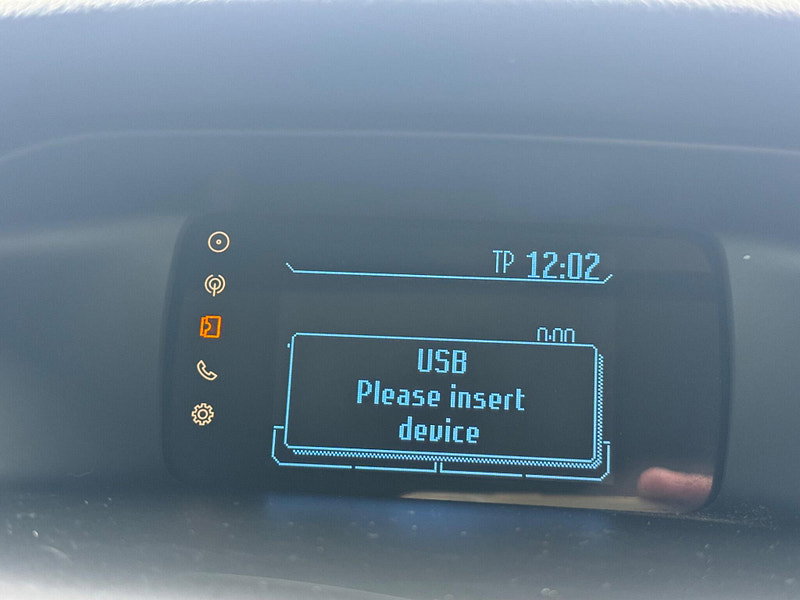 TP 12:02
0:00
USB
Please insert
device